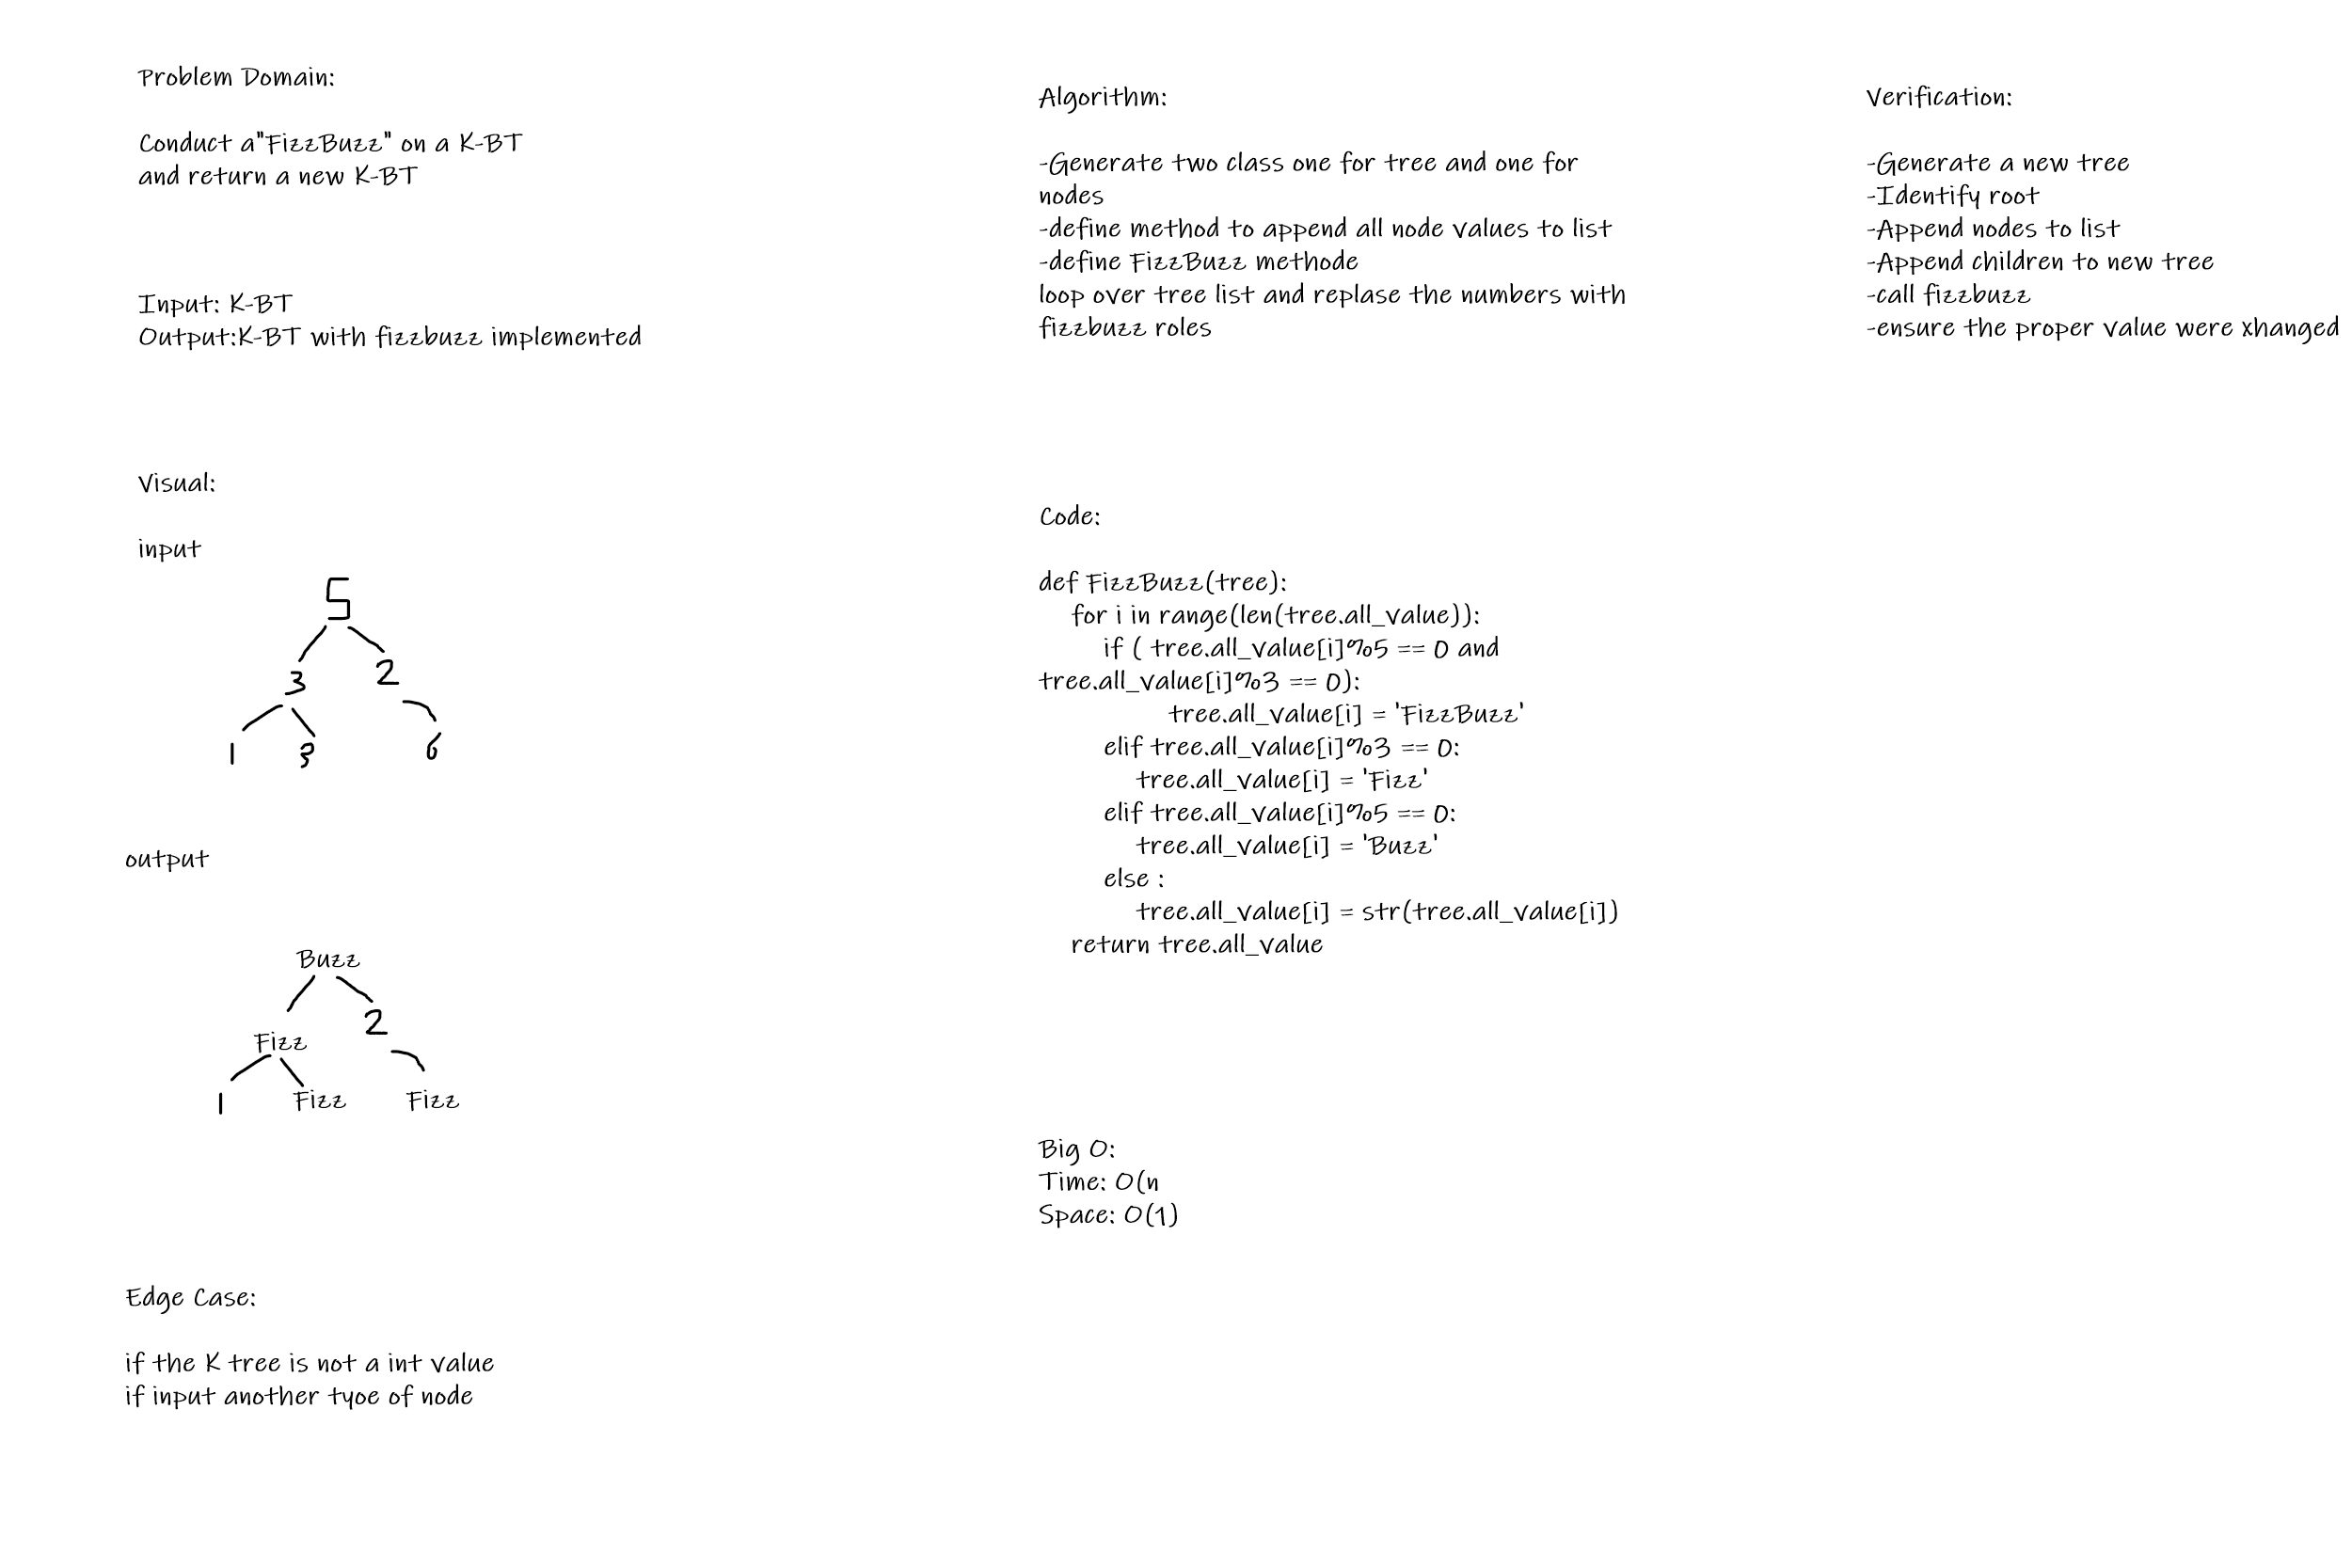 Problem Domain:
Conduct a"FizzBuzz" on a K-BT
and return a new K-BT
Input: K-BT
Output:K-BT with fizzbuzz implemented
Visual:
input
5
3
2
1
3
6
output
Buzz
Fizz
2
1
Fizz
Fizz
Edge Case:
if the K tree is not a int value
if input another tyoe of node
Algorithm:
-Generate two class one for tree and one for
nodes
-define method to append all node values to list
-define FizzBuzz methode
loop over tree list and replase the numbers with
fizzbuzz roles
Code:
def FizzBuzz(tree):
for i in range(len(tree.all_value)):
if ( tree.all_value[i]%5 == 0 and
tree.all_value[i]%3 == 0):
tree.all_value[i] = 'FizzBuzz'
elif tree.all_value[i]%3 == 0:
tree.all_value[i] = 'Fizz'
elif tree.all_value[i]%5 == 0:
tree.all_value[i] = 'Buzz'
else :
tree.all_value[i] = str(tree.all_value[i])
return tree.all_value
Big O:
Time: O(n
Space: O(1)
Verification:
-Generate a new tree
-Identify root
-Append nodes to list
-Append children to new tree
-call fizzbuzz
-ensure the proper value were xhanged